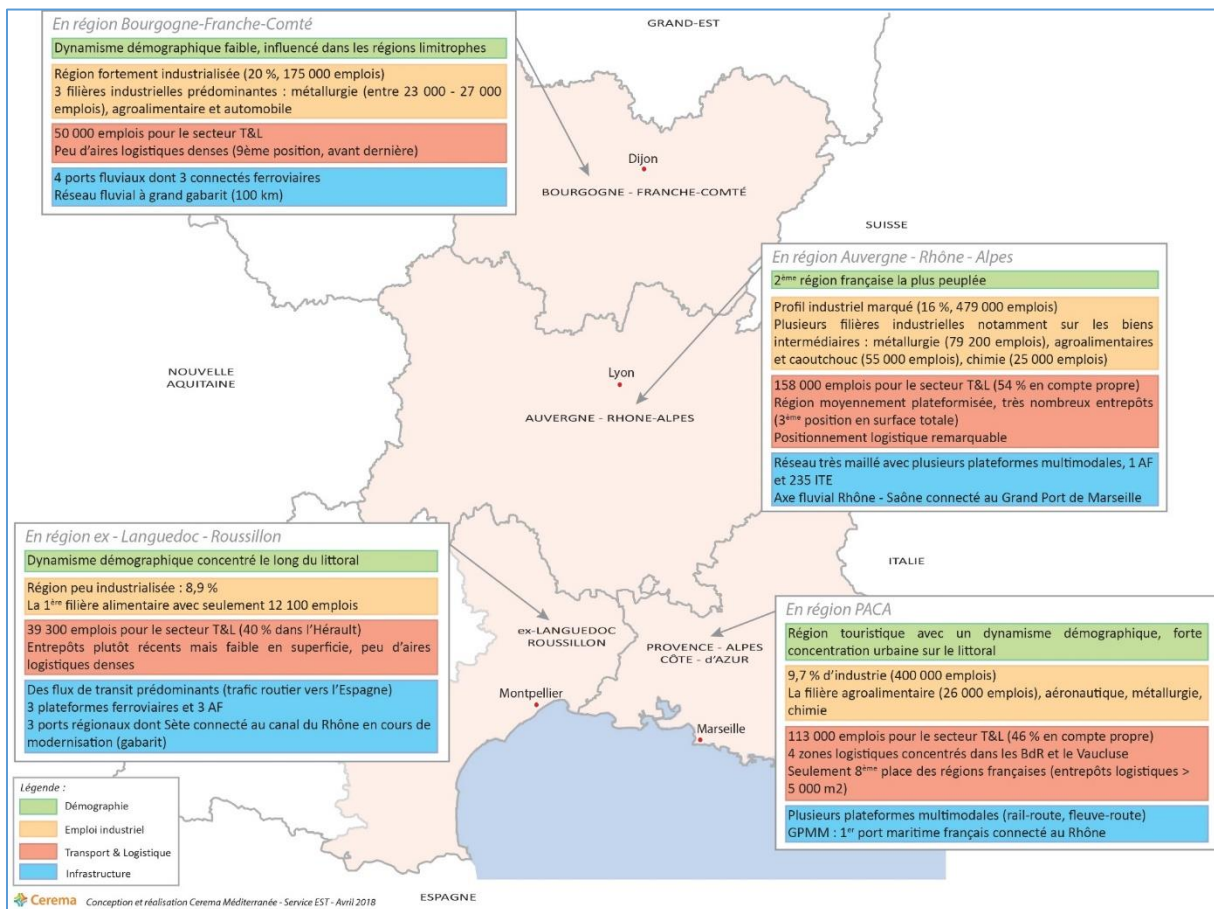 En région Bourgogne-Franche-Comté
Dynamisme démographique faible, influencé dans les régions limitrophes
Région fortement industrialisée (20 %, 175 000 emplois)
3 filières industrielles prédominantes : métallurgie (entre 23 000 - 27 000
emplois), agroalimentaire et automobile
50 000 emplois pour le secteur T&L
Peu d'aires logistiques denses (9ème position, avant dernière)
4 ports fluviaux dont 3 connectés ferroviaires
Réseau fluvial à grand gabarit (100 km)
GRAND-EST
Dijon
BOURGOGNE - FRANCHE-COMTÉ
SUISSE
En région Auvergne - Rhône - Alpes
2ème région française la plus peuplée
Profil industriel marqué (16 %, 479 000 emplois)
Plusieurs filières industrielles notamment sur les biens
intermédiaires : métallurgie (79 200 emplois), agroalimentaires
et caoutchouc (55 000 emplois), chimie (25 000 emplois)
158 000 emplois pour le secteur T&L (54 % en compte propre)
Région moyennement plateformisée, très nombreux entrepôts
(3ème position en surface totale)
Positionnement logistique remarquable
Réseau très maillé avec plusieurs plateformes multimodales, 1 AF
et 235 ITE
Axe fluvial Rhône - Saône connecté au Grand Port de Marseille
NOUVELLE
AQUITAINE
Lyon
AUVERGNE - RHONE-ALPES
En région ex - Languedoc - Roussillon
Dynamisme démographique concentré le long du littoral
Région peu industrialisée : 8,9 %
La 1ère filière alimentaire avec seulement 12 100 emplois
39 300 emplois pour le secteur T&L (40 % dans l'Hérault)
Entrepôts plutôt récents mais faible en superficie, peu d'aires
logistiques denses
Des flux de transit prédominants (trafic routier vers l'Espagne)
3 plateformes ferroviaires et 3 AF
3 ports régionaux dont Sète connecté au canal du Rhône en cours de
modernisation (gabarit)
ITALIE
ex-LANGUEDOC
ROUSSILLON
PROVENCE - ALPES
CÔTE - d'AZUR
Montpellier
Marseille
En région PACA
Région touristique avec un dynamisme démographique, forte
concentration urbaine sur le littoral
9,7 % d'industrie (400 000 emplois)
La filière agroalimentaire (26 000 emplois), aéronautique, métallurgie,
chimie
113 000 emplois pour le secteur T&L (46 % en compte propre)
4 zones logistiques concentrés dans les BdR et le Vaucluse
Seulement 8ème place des régions françaises (entrepôts logistiques >
5 000 m2)
Plusieurs plateformes multimodales (rail-route, fleuve-route)
GPMM : 1er port maritime français connecté au Rhône
Légende :
Démographie
Emploi industriel
Transport & Logistique
Infrastructure
ESPAGNE
Cerema Conception et réalisation Cerema Méditerranée - Service EST - Avril 2018